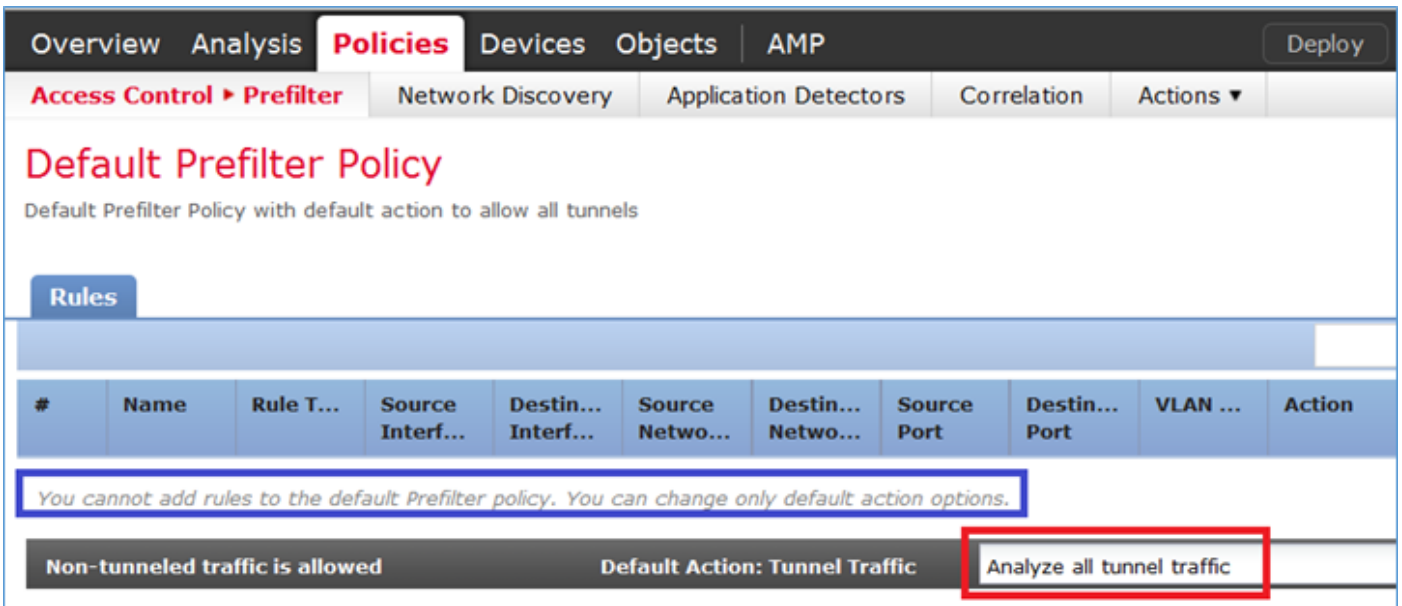 Overview Analysis Policies Devices Objects AMP Deploy
Access Control ▸ Prefilter Network Discovery Application Detectors Correlation Actions ▼
Default Prefilter Policy
Default Prefilter Policy with default action to allow all tunnels
Rules
# Name Rule T... Source Interf... Destin... Interf... Source Netwo... Destin... Netwo... Source Port Destin... Port VLAN ... Action
You cannot add rules to the default Prefilter policy. You can change only default action options.
Non-tunneled traffic is allowed Default Action: Tunnel Traffic Analyze all tunnel traffic